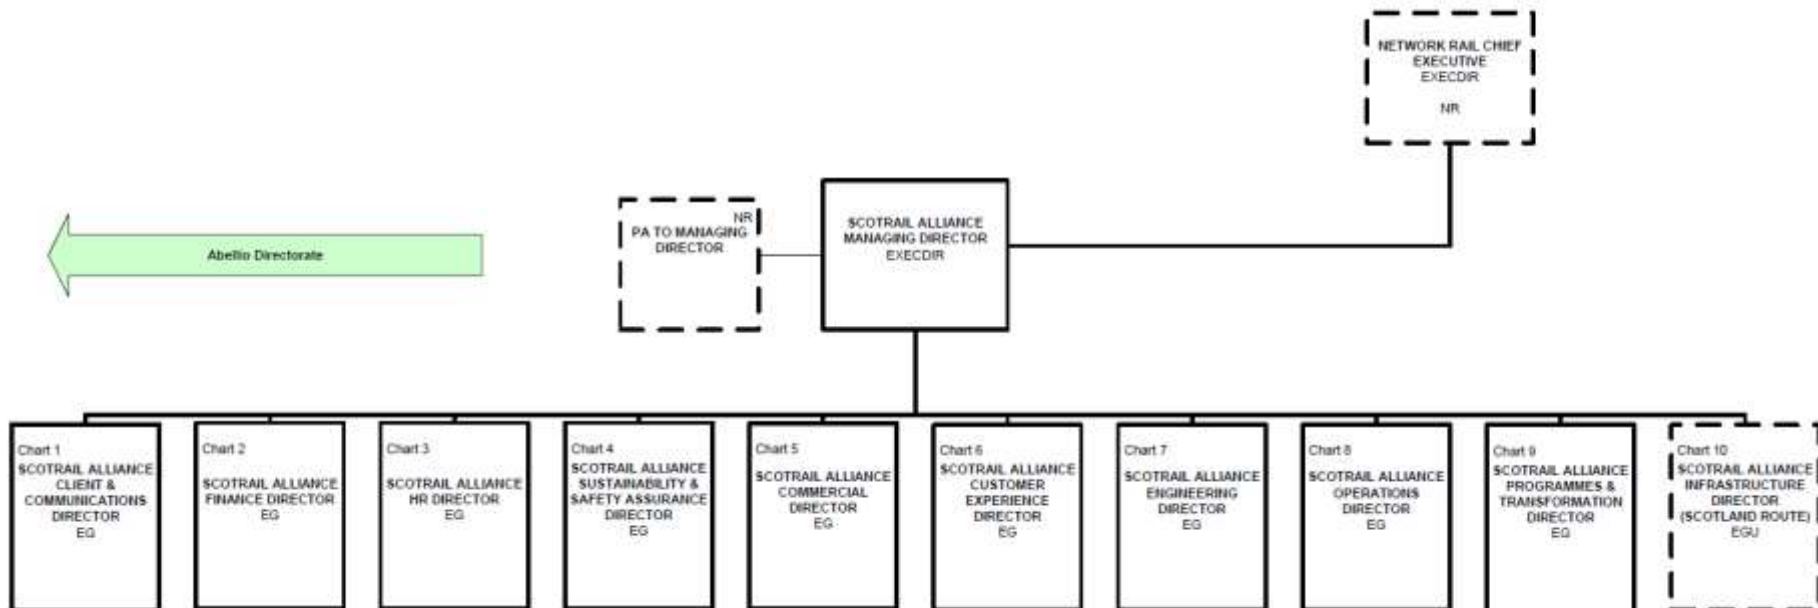 NETWORK RAIL CHIEF
EXECUTIVE
EXECDIR
NR
NR
PA TO MANAGING
DIRECTOR
SCOTRAIL ALLIANCE
MANAGING DIRECTOR
EXECDIR
Abellio Directorate
Chart 1
SCOTRAIL ALLIANCE
CLIENT &
COMMUNICATIONS
DIRECTOR
EG
Chart 2
SCOTRAIL ALLIANCE
FINANCE DIRECTOR
EG
Chart 3
SCOTRAIL ALLIANCE
HR DIRECTOR
EG
Chart 4
SCOTRAIL ALLIANCE
SUSTAINABILITY &
SAFETY ASSURANCE
DIRECTOR
EG
Chart 5
SCOTRAIL ALLIANCE
COMMERCIAL
DIRECTOR
EG
Chart 6
SCOTRAIL ALLIANCE
CUSTOMER
EXPERIENCE
DIRECTOR
EG
Chart 7
SCOTRAIL ALLIANCE
ENGINEERING
DIRECTOR
EG
Chart 8
SCOTRAIL ALLIANCE
OPERATIONS
DIRECTOR
EG
Chart 9
SCOTRAIL ALLIANCE
PROGRAMMES &
TRANSFORMATION
DIRECTOR
EG
Chart 10
SCOTRAIL ALLIANCE
INFRASTRUCTURE
DIRECTOR
(SCOTLAND ROUTE)
EGU